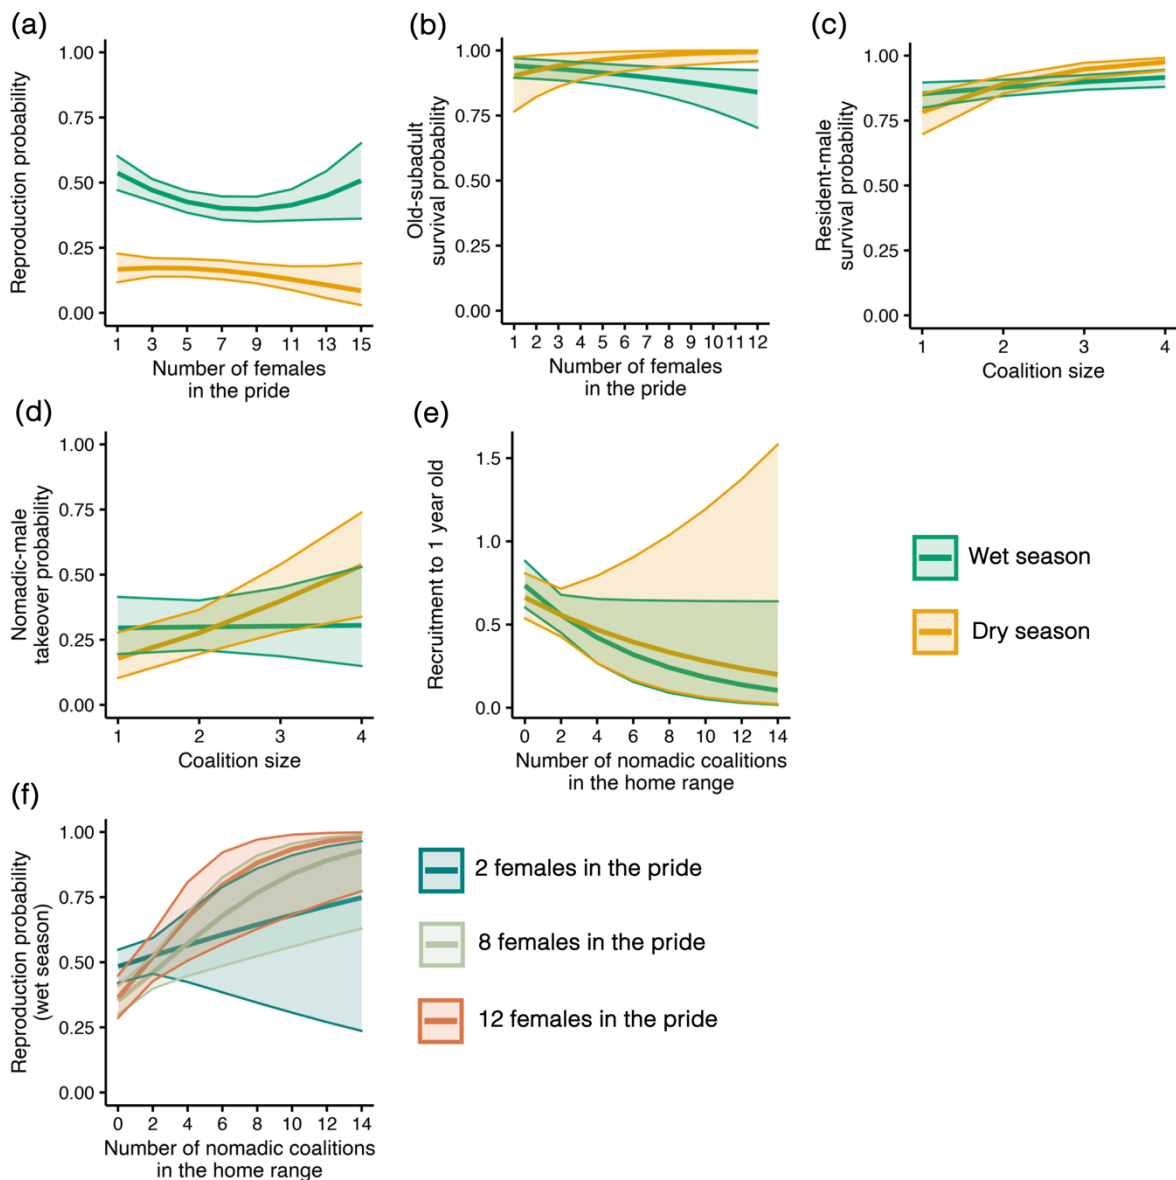 (a)
Reproduction probability
1.00
0.75
0.50
0.25
0.00
1 3 5 7 9 11 13 15
Number of females
in the pride
(b)
Old-subadult
survival probability
1.00
0.75
0.50
0.25
0.00
1 2 3 4 5 6 7 8 9 10 11 12
Number of females
in the pride
(c)
Resident-male
survival probability
1.00
0.75
0.50
0.25
0.00
1 2 3 4
Coalition size
(d)
Nomadic-male
takeover probability
1.00
0.75
0.50
0.25
0.00
1 2 3 4
Coalition size
(e)
Recruitment to 1 year old
1.5
1.0
0.5
0.0
0 2 4 6 8 10 12 14
Number of nomadic coalitions
in the home range
Wet season
Dry season
(f)
Reproduction probability
(wet season)
1.00
0.75
0.50
0.25
0.00
0 2 4 6 8 10 12 14
Number of nomadic coalitions
in the home range
2 females in the pride
8 females in the pride
12 females in the pride